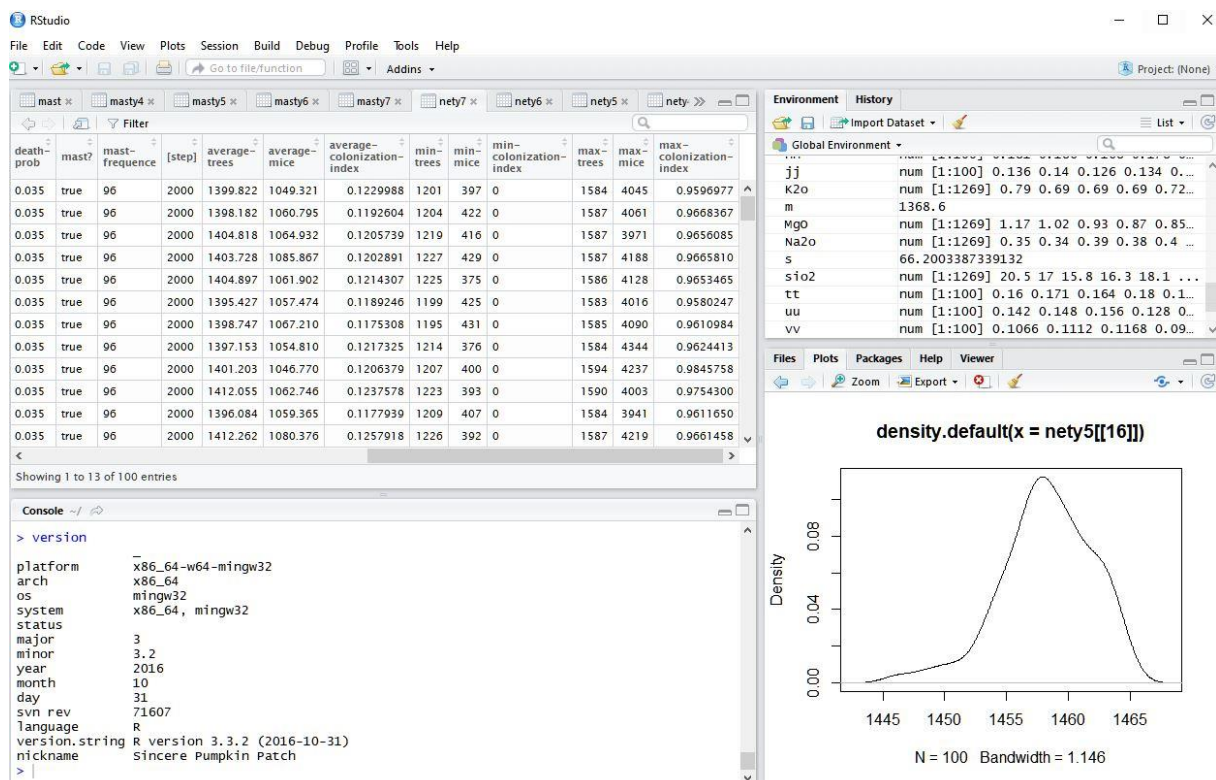 RStudio
File Edit Code View Plots Session Build Debug Profile Tools Help
Go to file/function Addins Project: (None)
mast masty4 masty5 masty6 masty7 nety7 nety6 nety5 nety
Filter
death-prob mast? mast-frequence [step] average-trees average-mice average-colonization-index min-trees min-mice min-colonization-index max-trees max-mice max-colonization-index
0.035 true 96 2000 1399.822 1049.321 0.1229988 1201 397 0 1584 4045 0.9596977
0.035 true 96 2000 1398.182 1060.795 0.1192604 1204 422 0 1587 4061 0.9668367
0.035 true 96 2000 1404.818 1064.932 0.1205739 1219 416 0 1587 3971 0.9656085
0.035 true 96 2000 1403.728 1085.867 0.1202891 1227 429 0 1587 4188 0.9665810
0.035 true 96 2000 1404.897 1061.902 0.1214307 1225 375 0 1586 4128 0.9653465
0.035 true 96 2000 1395.427 1057.474 0.1189246 1199 425 0 1583 4016 0.9580247
0.035 true 96 2000 1398.747 1067.210 0.1175308 1195 431 0 1585 4090 0.9610984
0.035 true 96 2000 1397.153 1054.810 0.1217325 1214 376 0 1584 4344 0.9624413
0.035 true 96 2000 1401.203 1046.770 0.1206379 1207 400 0 1594 4237 0.9845758
0.035 true 96 2000 1412.055 1062.746 0.1237578 1223 393 0 1590 4003 0.9754300
0.035 true 96 2000 1396.084 1059.365 0.1177939 1209 407 0 1584 3941 0.9611650
0.035 true 96 2000 1412.262 1080.376 0.1257918 1226 392 0 1587 4219 0.9661458
Showing 1 to 13 of 100 entries
Console ~/
> version
_
platform x86_64-w64-mingw32
arch x86_64
os mingw32
system x86_64, mingw32
status
major 3
minor 3.2
year 2016
month 10
day 31
svn rev 71607
language R
version.string R version 3.3.2 (2016-10-31)
nickname Sincere Pumpkin Patch
>
Environment History
Import Dataset List
Global Environment
jj num [1:100] 0.136 0.14 0.126 0.134 0....
K2o num [1:1269] 0.79 0.69 0.69 0.69 0.72...
m 1368.6
MgO num [1:1269] 1.17 1.02 0.93 0.87 0.85...
Na2o num [1:1269] 0.35 0.34 0.39 0.38 0.4 ...
s 66.2003387339132
sio2 num [1:1269] 20.5 17 15.8 16.3 18.1 ...
tt num [1:100] 0.16 0.171 0.164 0.18 0.1...
uu num [1:100] 0.142 0.148 0.156 0.128 0...
vv num [1:100] 0.1066 0.1112 0.1168 0.09...
Files Plots Packages Help Viewer
Zoom Export
density.default(x = nety5[[16]])
Density
0.08
0.04
0.00
1445 1450 1455 1460 1465
N = 100 Bandwidth = 1.146